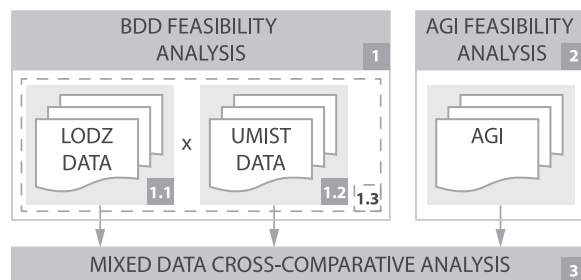 BDD FEASIBILITY
ANALYSIS
1
AGI FEASIBILITY
ANALYSIS
2
LODZ
DATA
1.1
x
UMIST
DATA
1.2
1.3
AGI
MIXED DATA CROSS-COMPARATIVE ANALYSIS
3